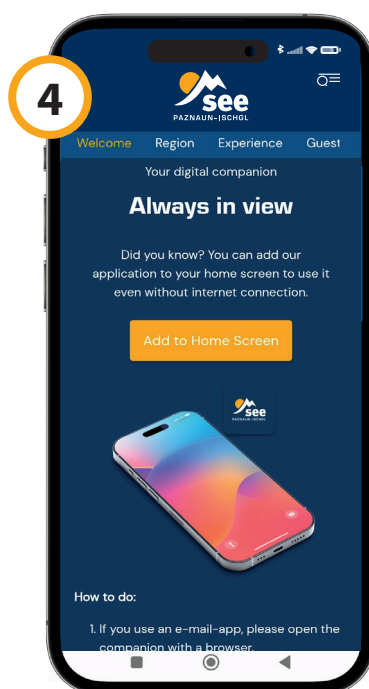 4
see
PAZNAUN-ISCHGL
Welcome Region Experience Guest
Your digital companion
Always in view
Did you know? You can add our
application to your home screen to
use it
even without internet connection.
Add to Home Screen
see
PAZNAUN-ISCHGL
How to do:
1. If you use an e-mail-app, please open the
companion with a browser.